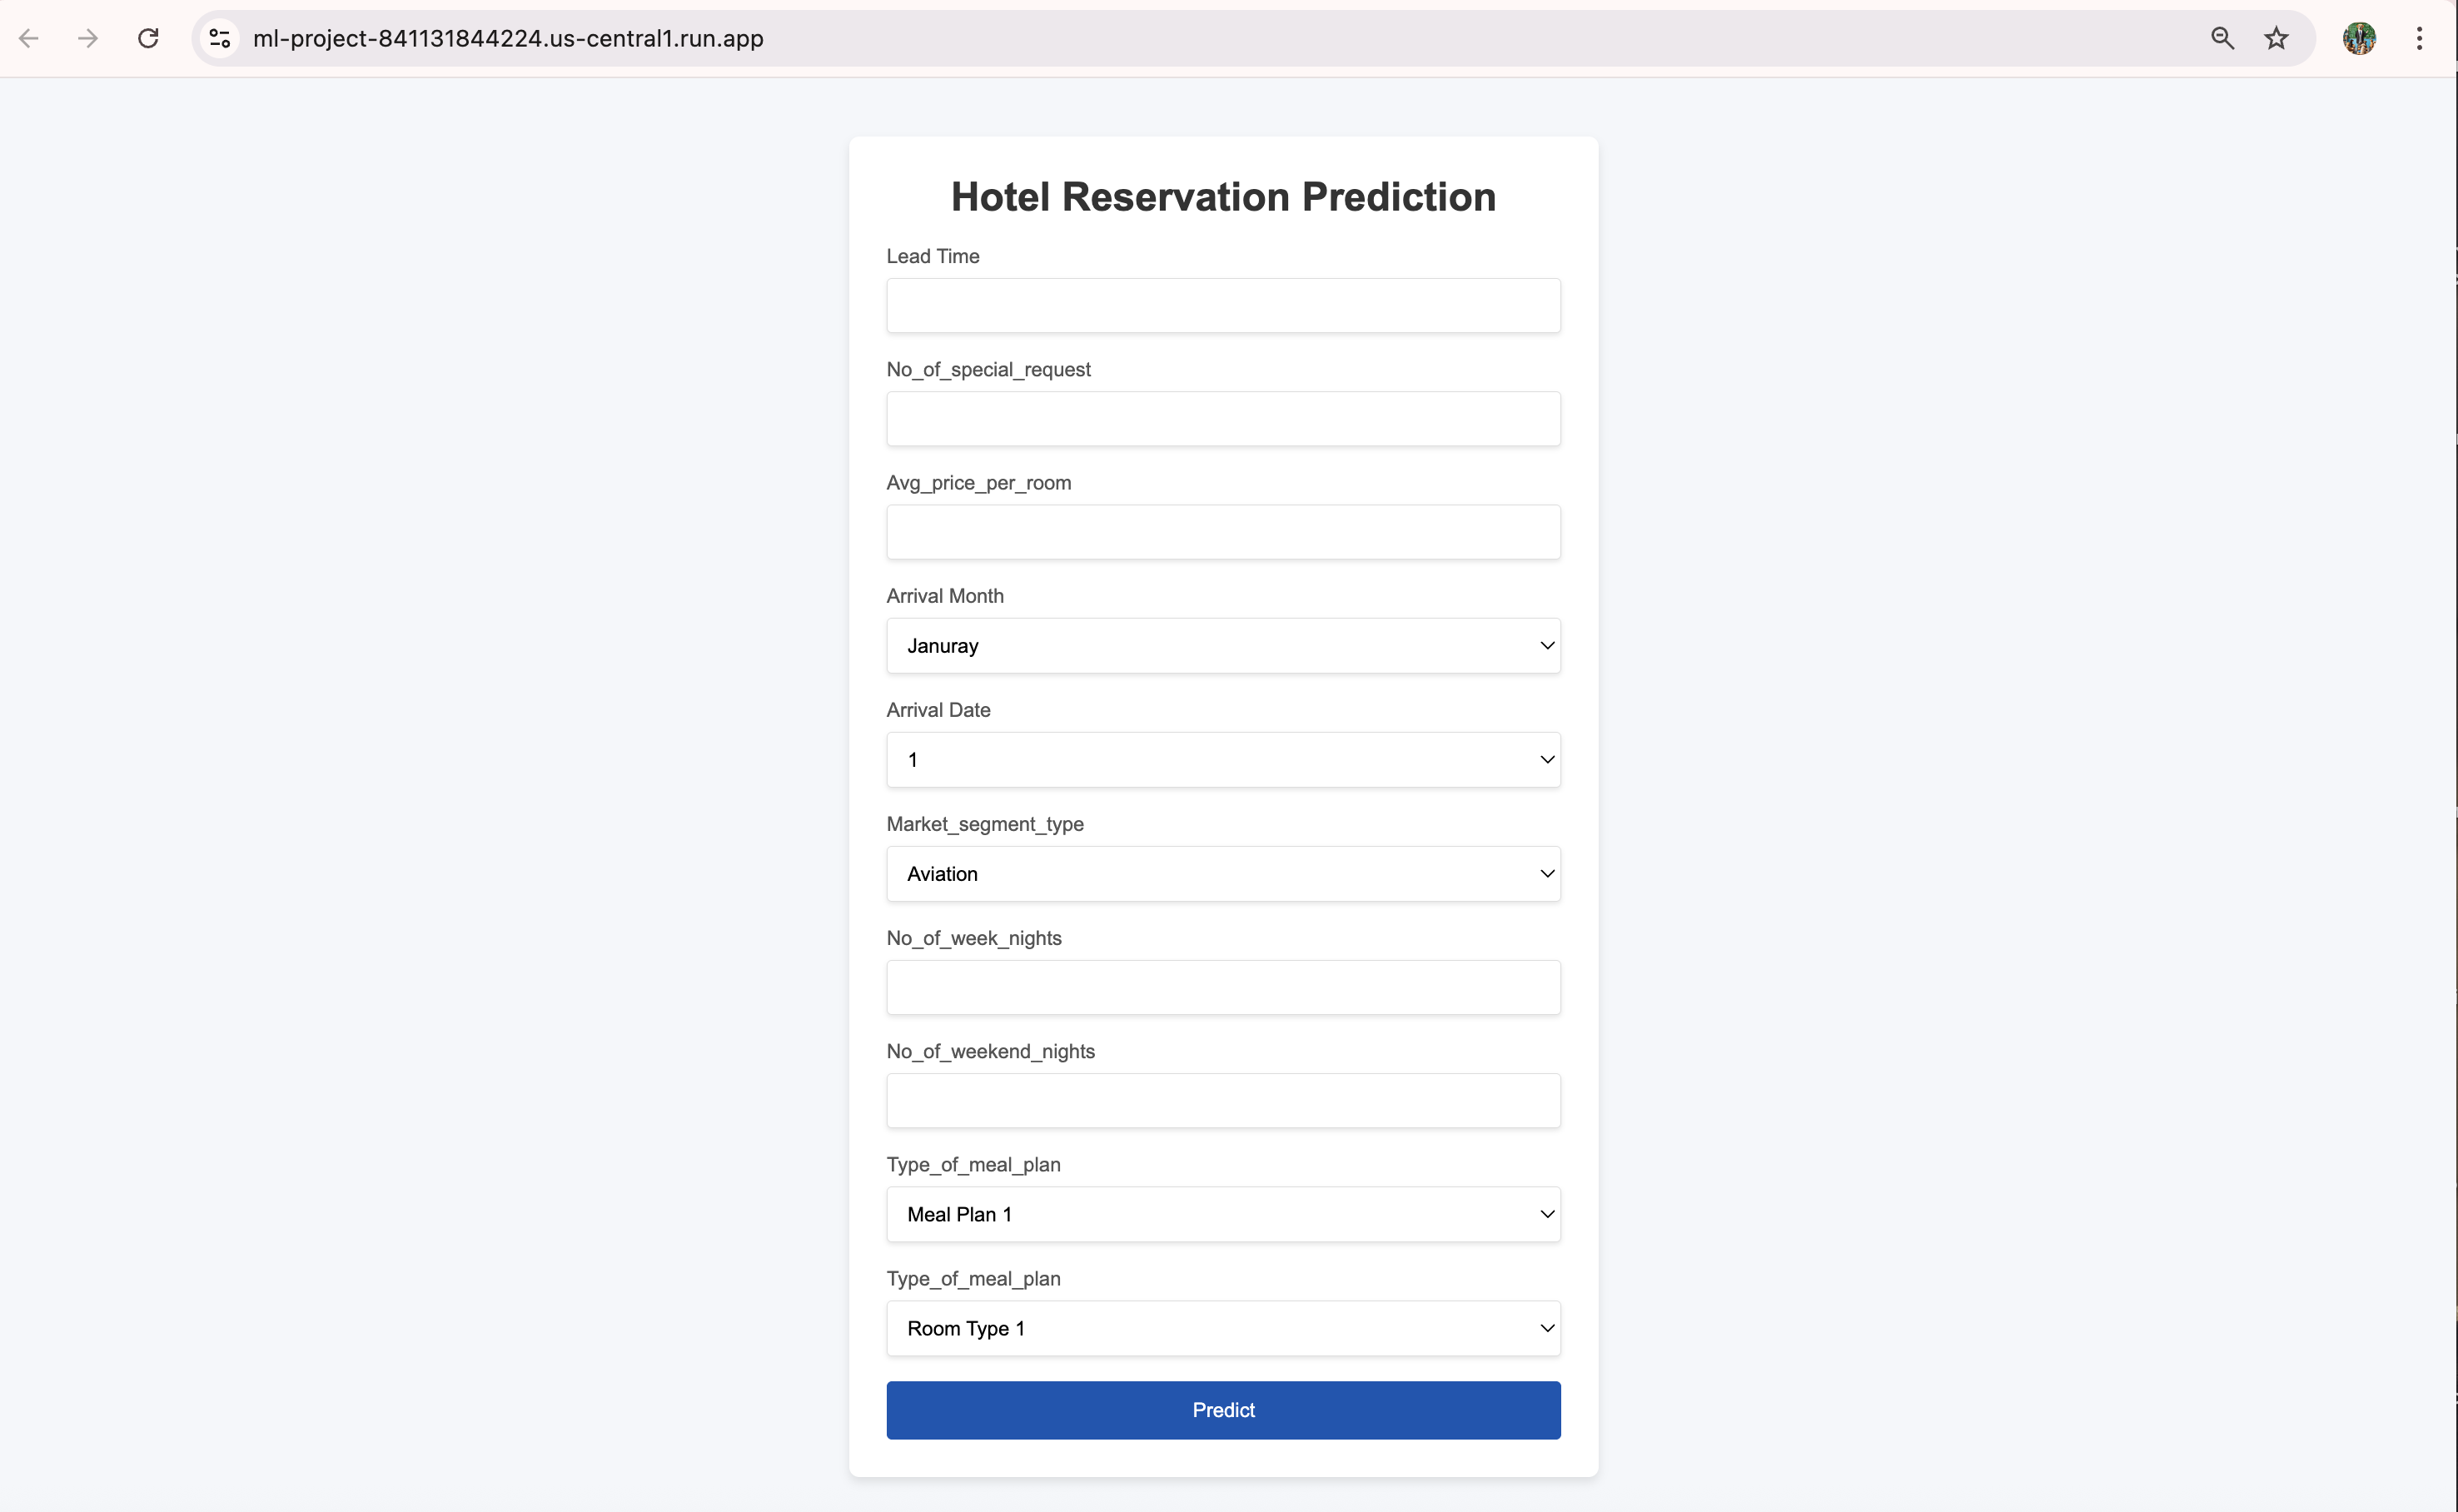 ml-project-841131844224.us-central1.run.app
Hotel Reservation Prediction
Lead Time
No_of_special_request
Avg_price_per_room
Arrival Month
Januray
Arrival Date
1
Market_segment_type
Aviation
No_of_week_nights
No_of_weekend_nights
Type_of_meal_plan
Meal Plan 1
Type_of_meal_plan
Room Type 1
Predict